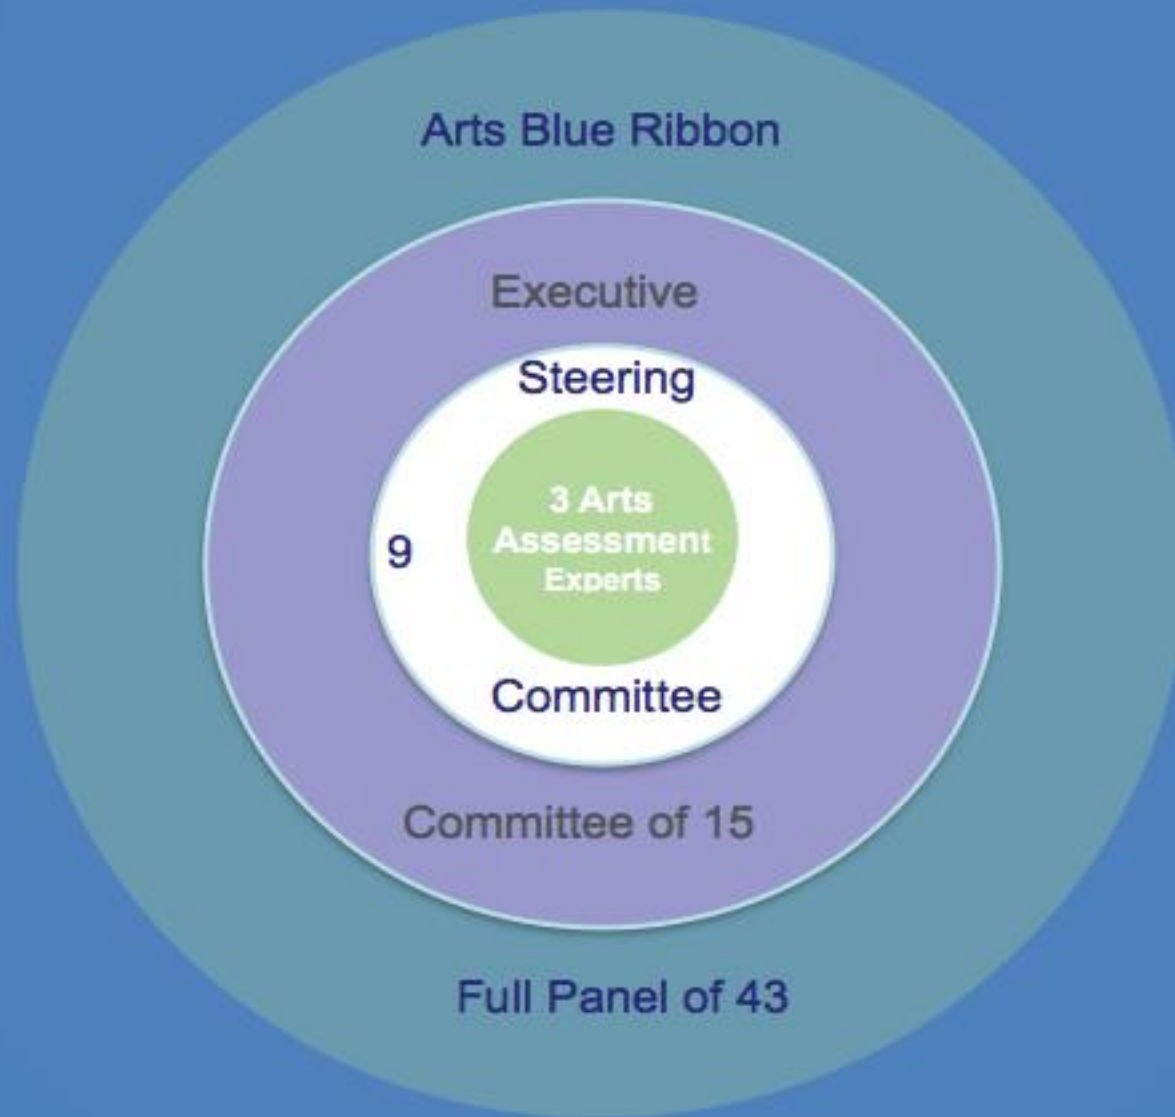 Arts Blue Ribbon
Executive
Steering
3 Arts
Assessment
Experts
9
Committee
Committee of 15
Full Panel of 43